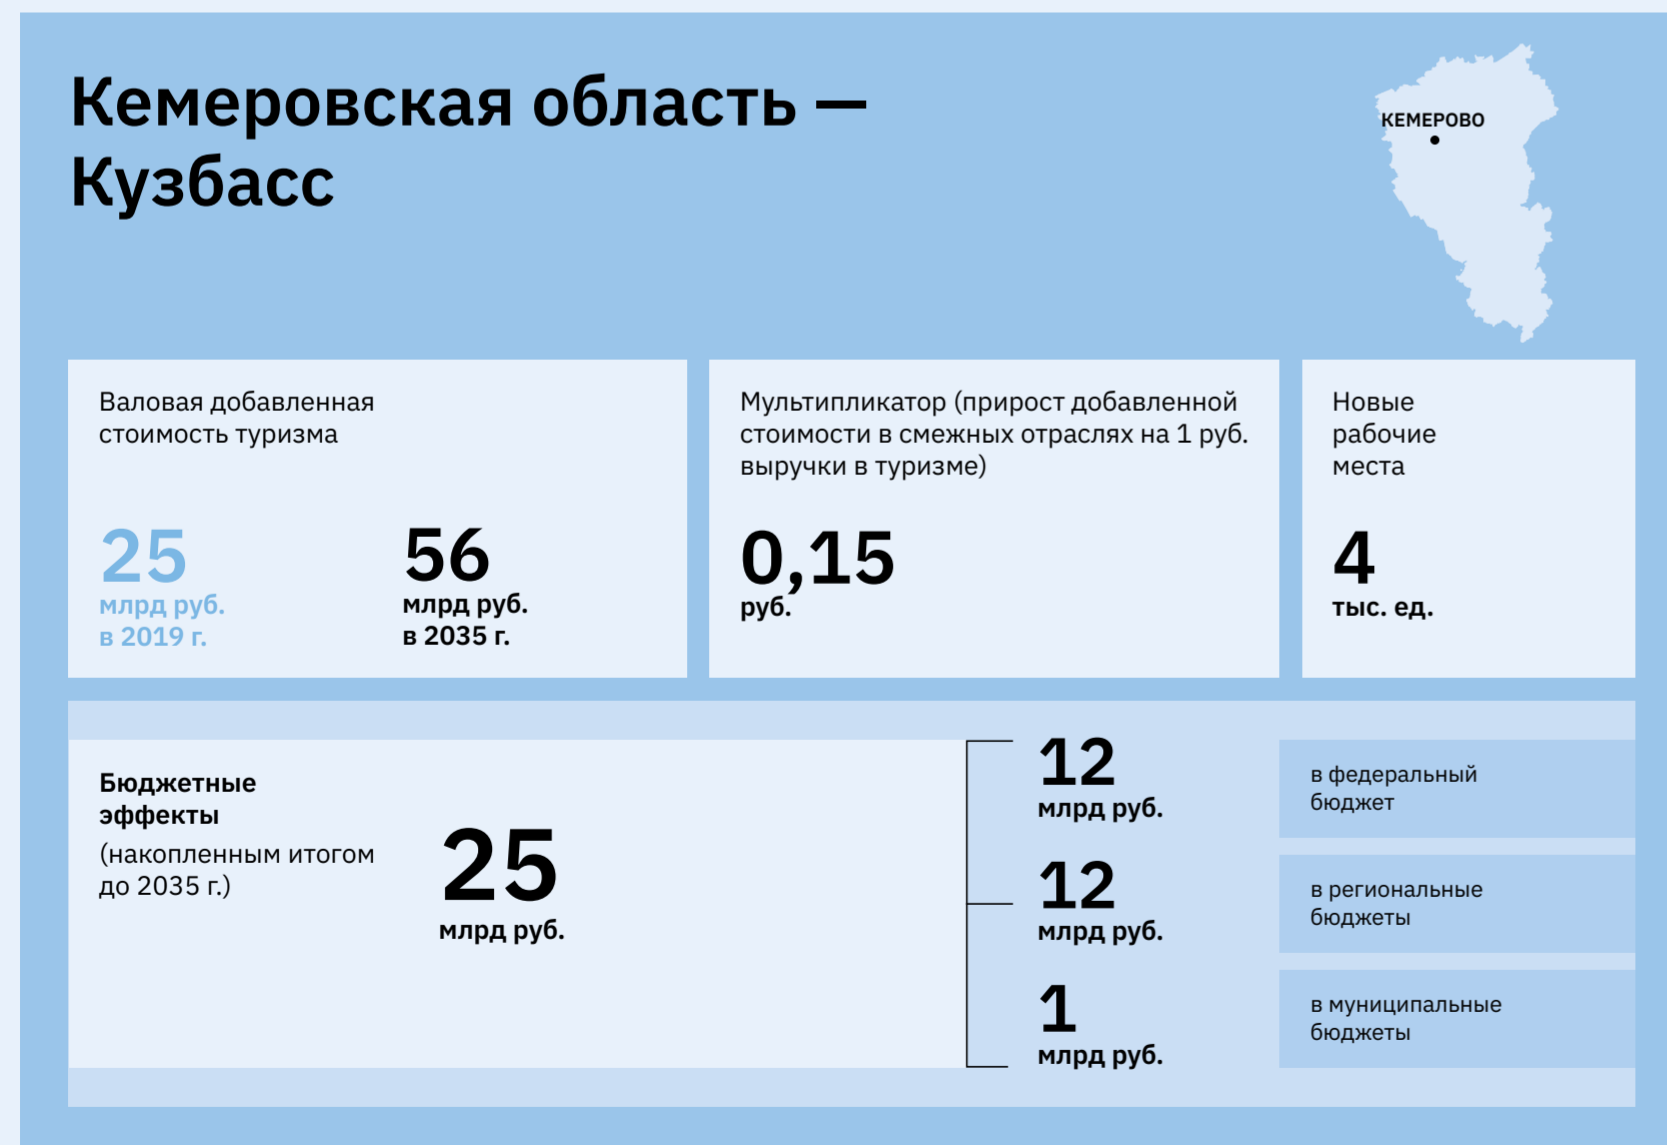 Кемеровская область —
Кузбасс
КЕМЕРОВО
Валовая добавленная
стоимость туризма
25
млрд руб.
в 2019 г.
56
млрд руб.
в 2035 г.
Мультипликатор (прирост добавленной
стоимости в смежных отраслях на 1 руб.
выручки в туризме)
0,15
руб.
Новые
рабочие
места
4
тыс. ед.
Бюджетные
эффекты
(накопленным итогом
до 2035 г.)
25
млрд руб.
12
млрд руб.
в федеральный
бюджет
12
млрд руб.
в региональные
бюджеты
1
млрд руб.
в муниципальные
бюджеты